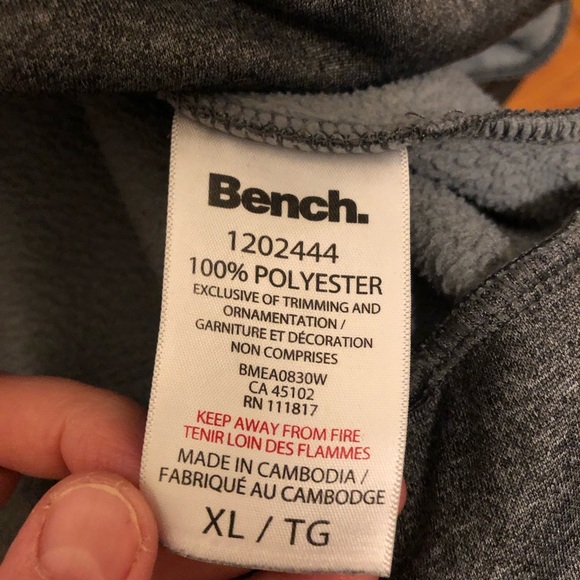 Bench.
1202444
100% POLYESTER
EXCLUSIVE OF TRIMMING AND
ORNAMENTATION /
GARNITURE ET DÉCORATION
NON COMPRISES
BMEA0830W
CA 45102
RN 111817
KEEP AWAY FROM FIRE
TENIR LOIN DES FLAMMES
MADE IN CAMBODIA /
FABRIQUÉ AU CAMBODGE
XL / TG